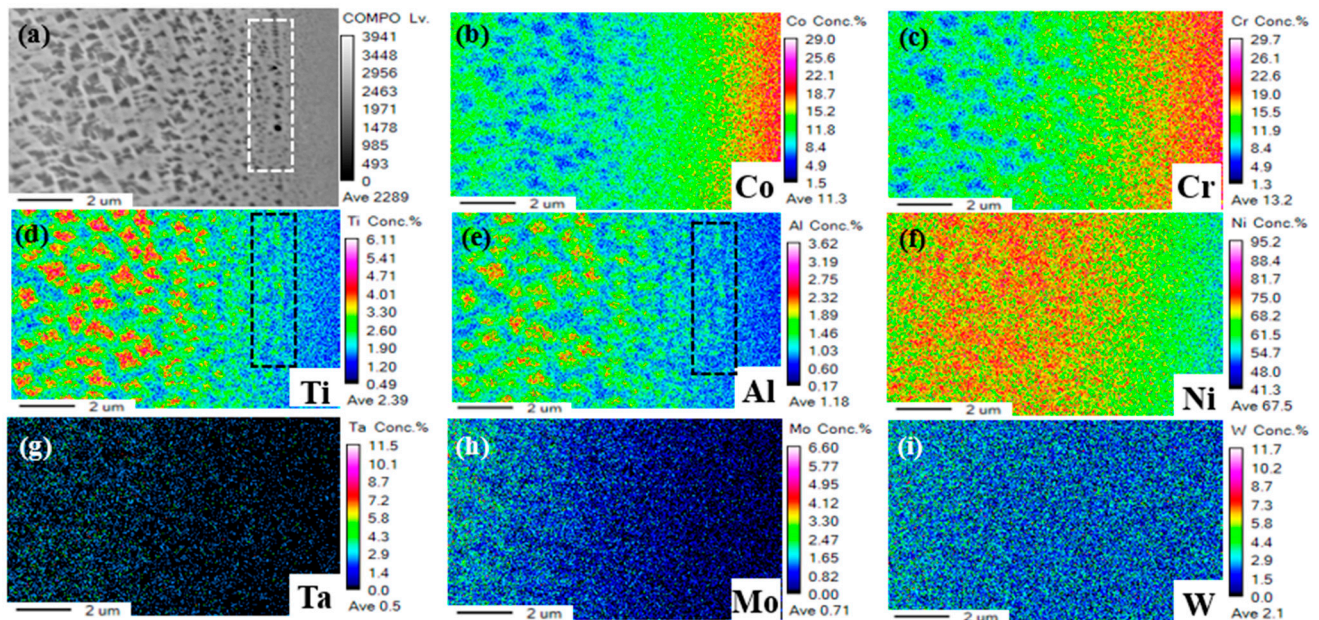 (a)
COMPO Lv.
3941
3448
2956
2463
1971
1478
985
493
0
Ave 2289
2 um
(b)
Co Conc.%
29.0
25.6
22.1
18.7
15.2
11.8
8.4
4.9
1.5
Ave 11.3
2 um
Co
(c)
Cr Conc.%
29.7
26.1
22.6
19.0
15.5
11.9
8.4
4.8
1.3
Ave 13.2
2 um
Cr
(d)
Ti Conc.%
6.11
5.41
4.71
4.01
3.30
2.60
1.90
1.20
0.49
Ave 2.39
2 um
Ti
(e)
Al Conc.%
3.62
3.19
2.75
2.32
1.89
1.46
1.03
0.60
0.17
Ave 1.18
2 um
Al
(f)
Ni Conc.%
95.2
88.4
81.7
75.0
68.2
61.5
54.7
48.0
41.3
Ave 67.5
2 um
Ni
(g)
Ta Conc.%
11.5
10.1
8.7
7.2
5.8
4.3
2.9
1.4
0.0
Ave 0.5
2 um
Ta
(h)
Mo Conc.%
6.60
5.77
4.95
4.12
3.30
2.47
1.65
0.82
0.00
Ave 0.71
2 um
Mo
(i)
W Conc.%
11.7
10.2
8.7
7.3
5.8
4.4
2.9
1.5
0.0
Ave 2.1
2 um
W